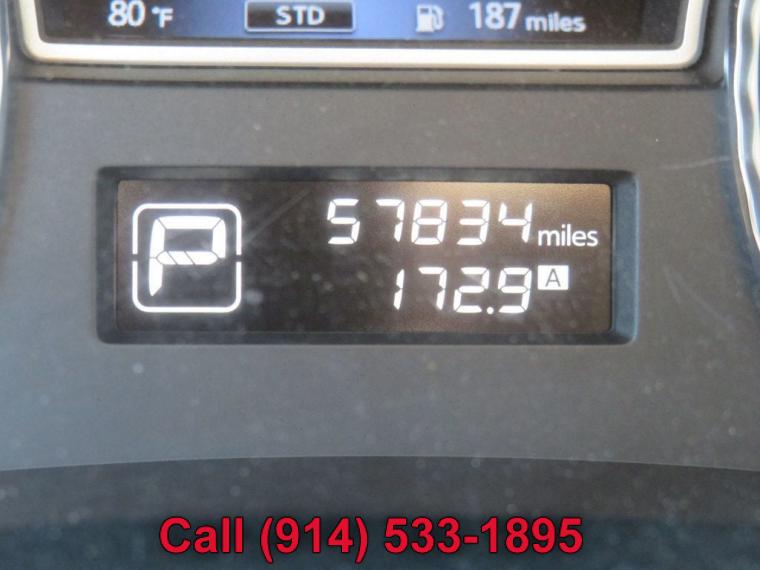 80 °F STD 187 miles
P 57834 miles
172.9 A
Call (914) 533-1895